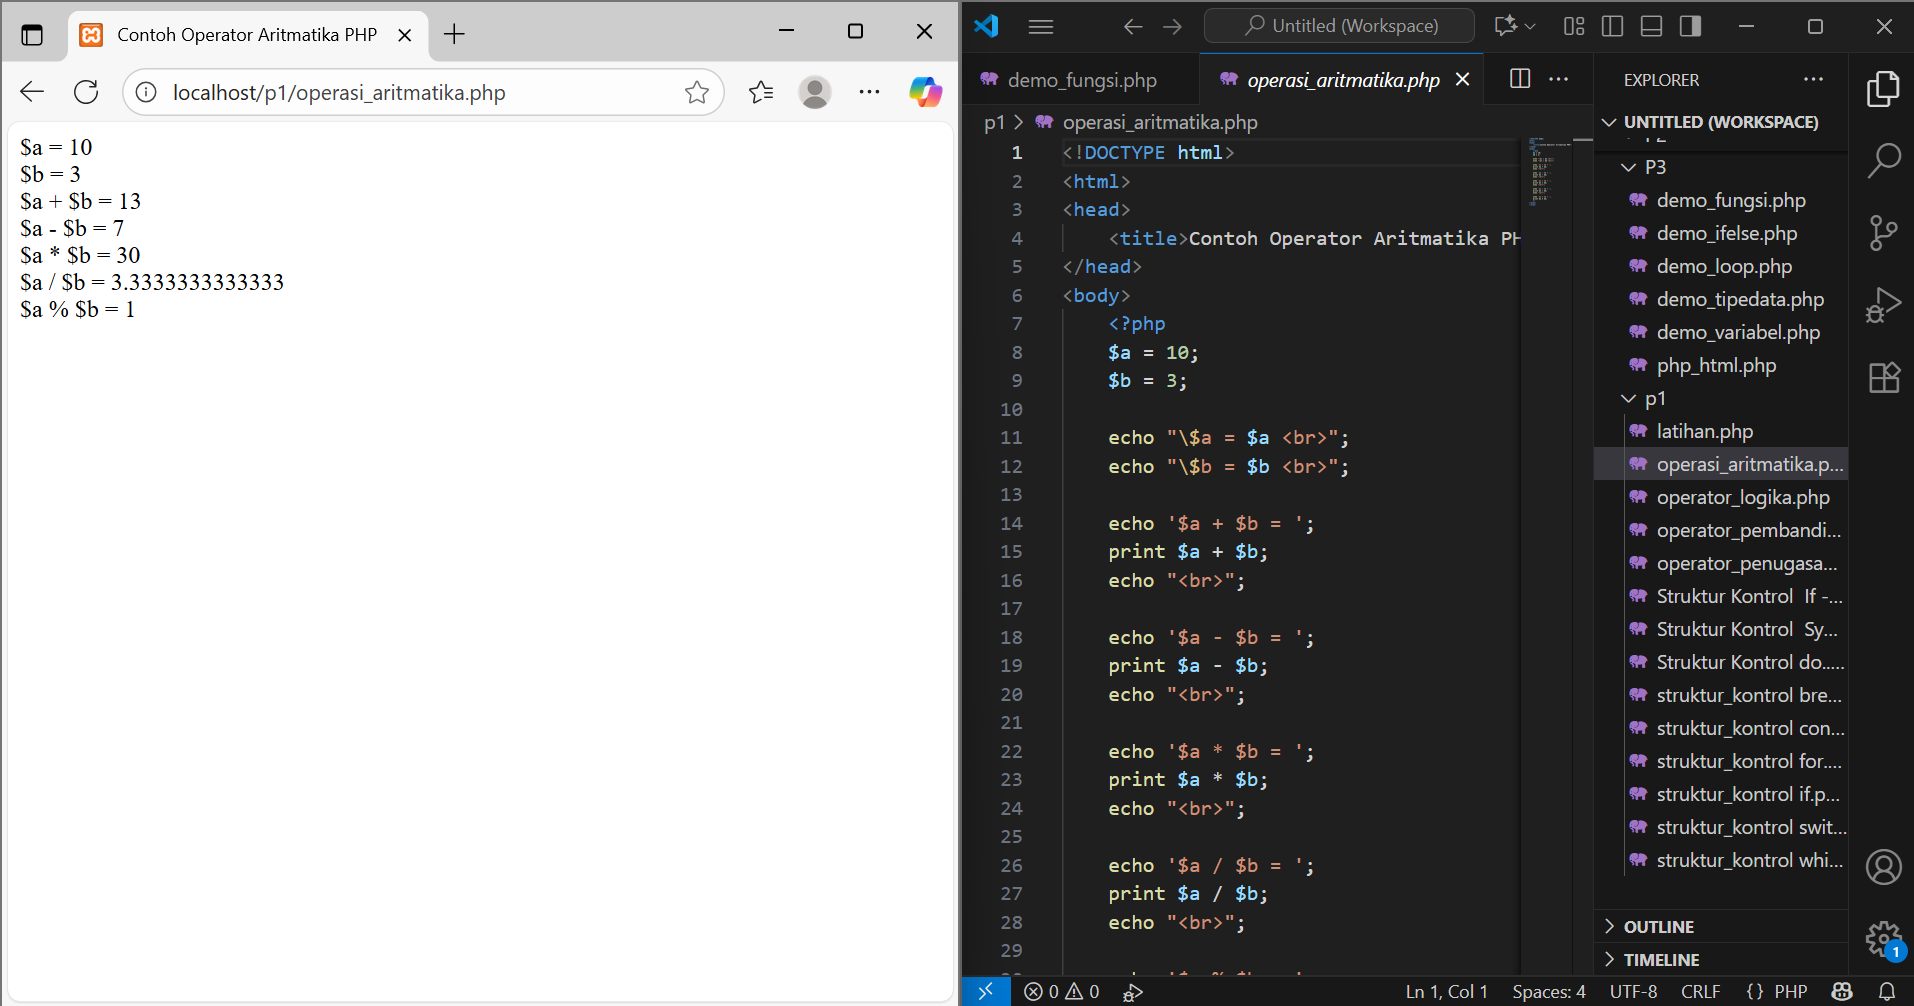 Contoh Operator Aritmatika PHP
localhost/p1/operasi_aritmatika.php
$a = 10
$b = 3
$a + $b = 13
$a - $b = 7
$a * $b = 30
$a / $b = 3.3333333333333
$a % $b = 1
Untitled (Workspace)
demo_fungsi.php
operasi_aritmatika.php
p1 > operasi_aritmatika.php
1 <!DOCTYPE html>
2 <html>
3 <head>
4 <title>Contoh Operator Aritmatika PH
5 </head>
6 <body>
7 <?php
8 $a = 10;
9 $b = 3;
10
11 echo "\$a = $a <br>";
12 echo "\$b = $b <br>";
13
14 echo '$a + $b = ';
15 print $a + $b;
16 echo "<br>";
17
18 echo '$a - $b = ';
19 print $a - $b;
20 echo "<br>";
21
22 echo '$a * $b = ';
23 print $a * $b;
24 echo "<br>";
25
26 echo '$a / $b = ';
27 print $a / $b;
28 echo "<br>";
29
EXPLORER
UNTITLED (WORKSPACE)
P3
demo_fungsi.php
demo_ifelse.php
demo_loop.php
demo_tipedata.php
demo_variabel.php
php_html.php
p1
latihan.php
operasi_aritmatika.p...
operator_logika.php
operator_pembandi...
operator_penugasa...
Struktur Kontrol  If -...
Struktur Kontrol  Sy...
Struktur Kontrol do.....
struktur_kontrol bre...
struktur_kontrol con...
struktur_kontrol for....
struktur_kontrol if.p...
struktur_kontrol swit...
struktur_kontrol whi...
OUTLINE
TIMELINE
1
0 0
Ln 1, Col 1
Spaces: 4
UTF-8
CRLF
{} PHP